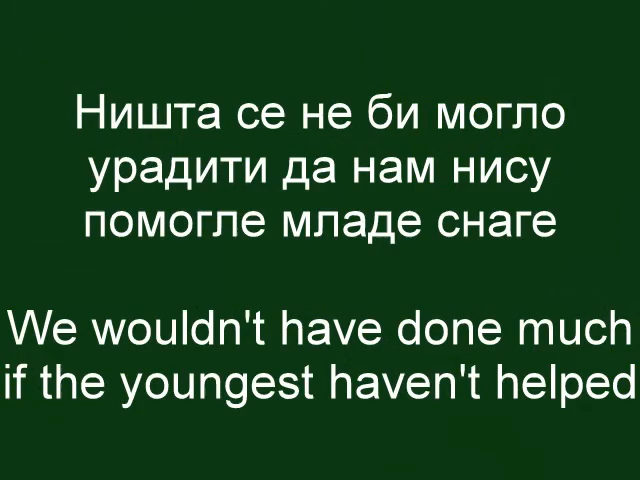 Ништа се не би могло
урадити да нам нису
помогле младе снаге
We wouldn't have done much
if the youngest haven't helped